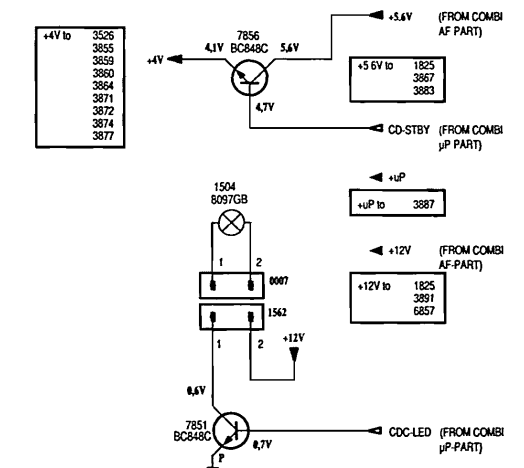 +4V to 3526
3855
3859
3860
3864
3871
3872
3874
3877
7856
BC848C
+4V
4,1V
5,6V
4,7V
+5.6V (FROM COMBI
AF PART)
+5 6V to 1825
3867
3883
CD-STBY (FROM COMBI
µP PART)
+uP
+uP to 3887
+12V (FROM COMBI
AF-PART)
+12V to 1825
3891
6857
1504
8097GB
1 2
0007
1562
1 2
+12V
0,6V
7851
BC848C
0,7V
P
CDC-LED (FROM COMBI
µP-PART)